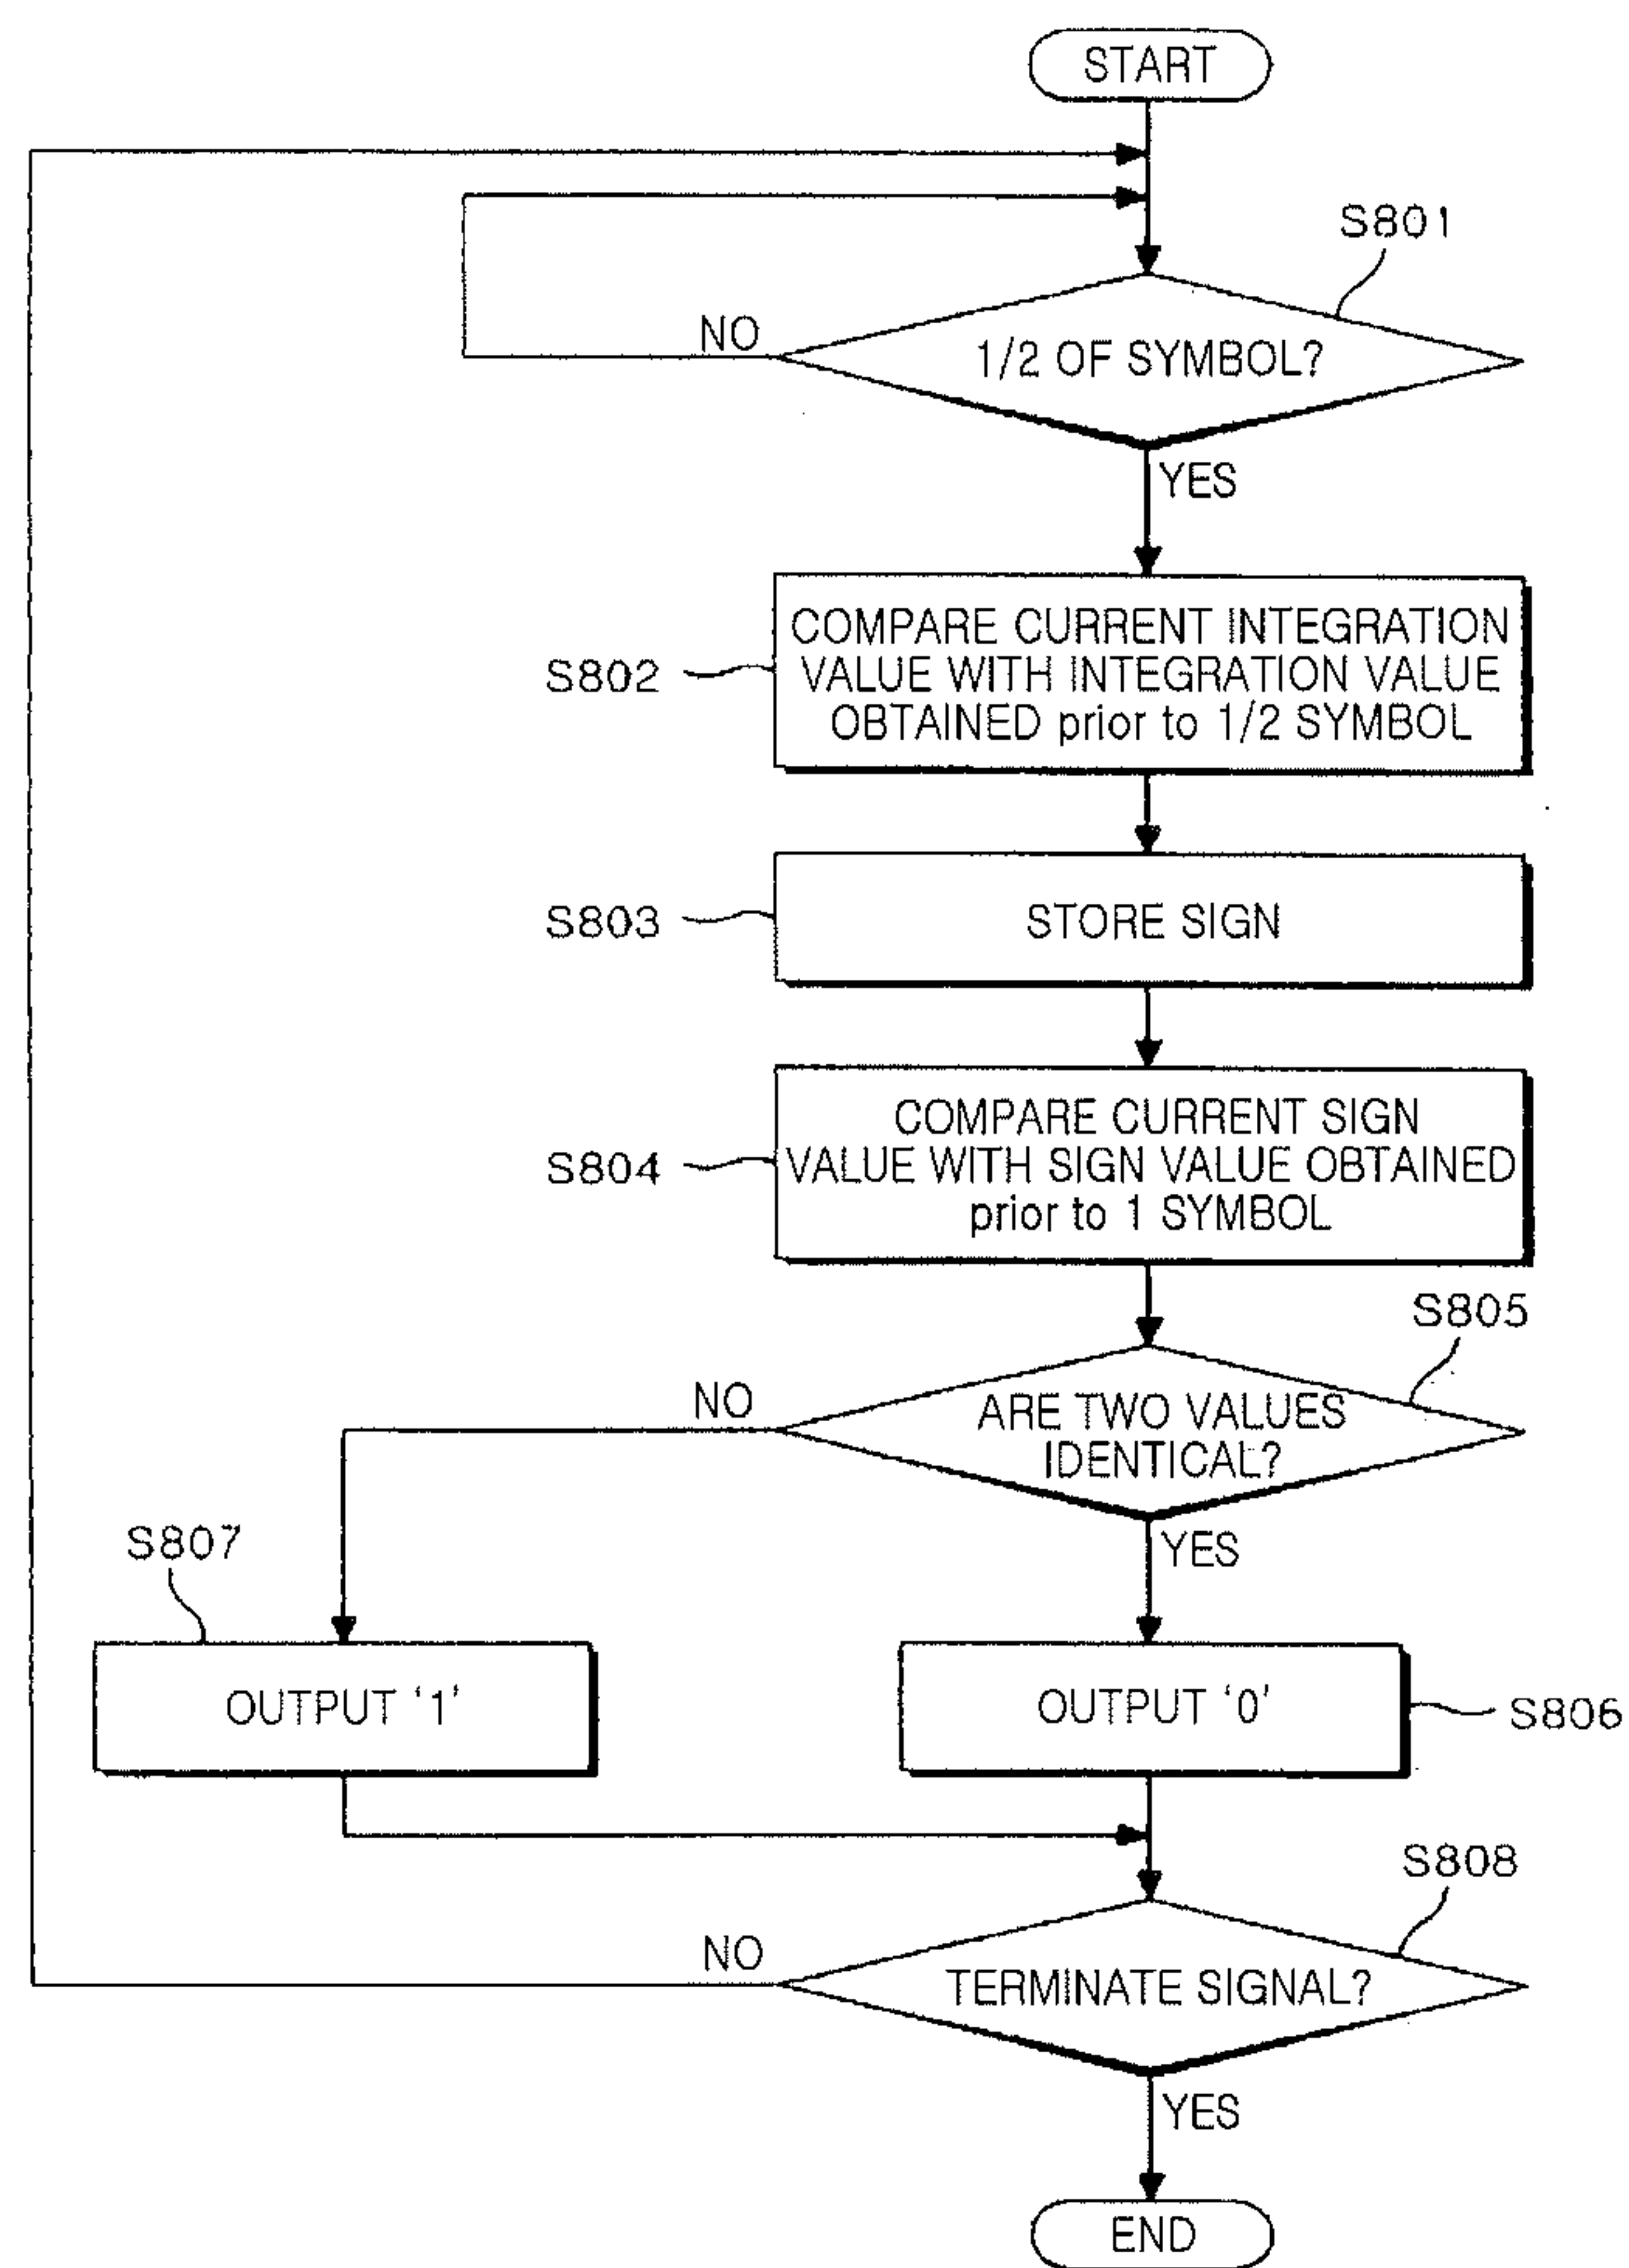 START
S801
NO
1/2 OF SYMBOL?
YES
S802
COMPARE CURRENT INTEGRATION
VALUE WITH INTEGRATION VALUE
OBTAINED prior to 1/2 SYMBOL
S803
STORE SIGN
S804
COMPARE CURRENT SIGN
VALUE WITH SIGN VALUE OBTAINED
prior to 1 SYMBOL
S805
NO
ARE TWO VALUES
IDENTICAL?
YES
S807
OUTPUT ‘1’
OUTPUT ‘0’
S806
S808
NO
TERMINATE SIGNAL?
YES
END